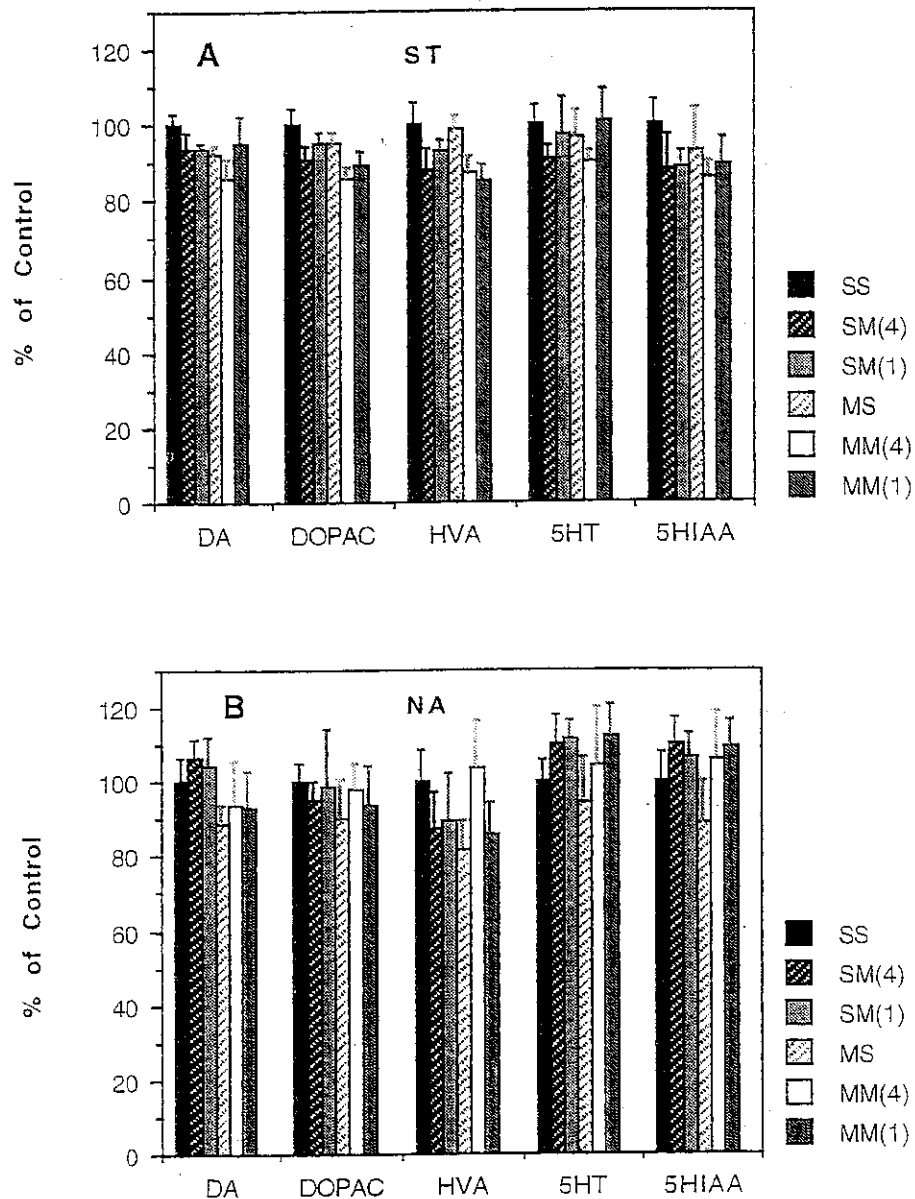 A ST
% of Control
120
100
80
60
40
20
0
DA DOPAC HVA 5HT 5HIAA
SS
SM(4)
SM(1)
MS
MM(4)
MM(1)
B NA
% of Control
120
100
80
60
40
20
0
DA DOPAC HVA 5HT 5HIAA
SS
SM(4)
SM(1)
MS
MM(4)
MM(1)